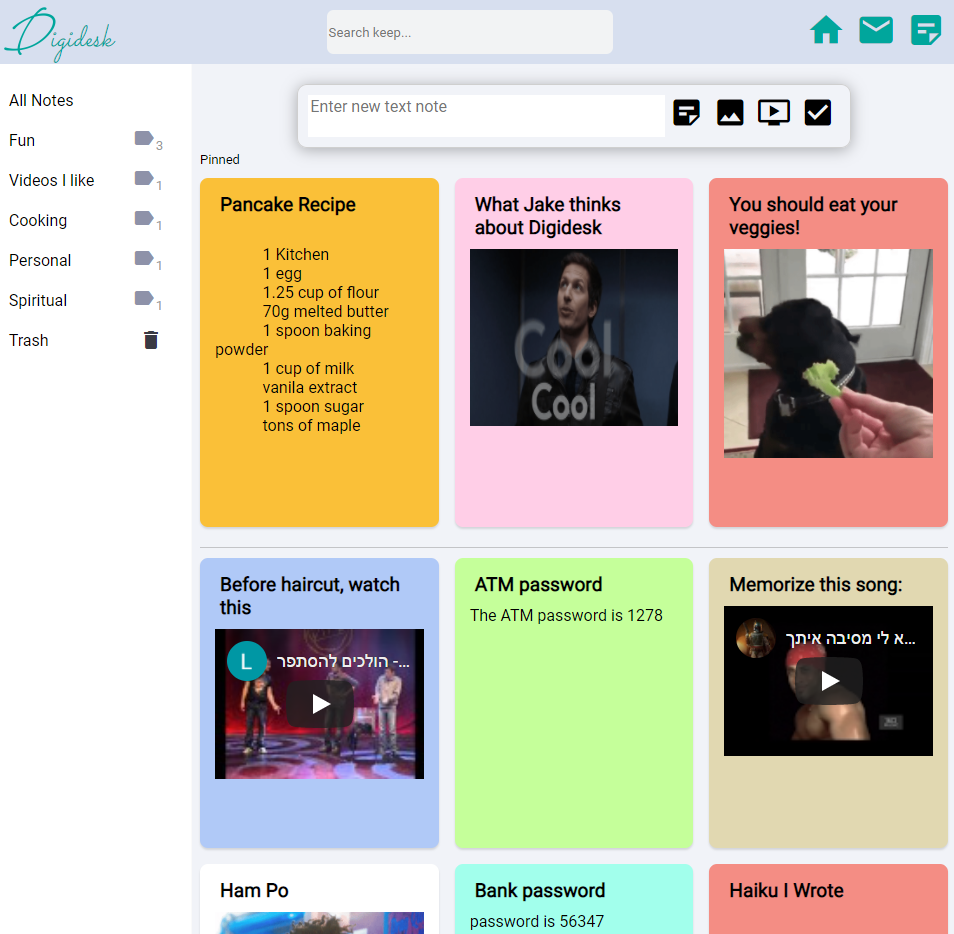 Digidesk
Search keep...
All Notes
Fun
3
Videos I like
1
Cooking
1
Personal
1
Spiritual
1
Trash
Enter new text note
Pinned
Pancake Recipe
1 Kitchen
1 egg
1.25 cup of flour
70g melted butter
1 spoon baking
powder
1 cup of milk
vanila extract
1 spoon sugar
tons of maple
What Jake thinks
about Digidesk
Cool
Cool
You should eat your
veggies!
Before haircut, watch
this
L
הולכים להסתפר -...
ATM password
The ATM password is 1278
Memorize this song:
א לי מסיבה איתך...
Ham Po
Bank password
password is 56347
Haiku I Wrote